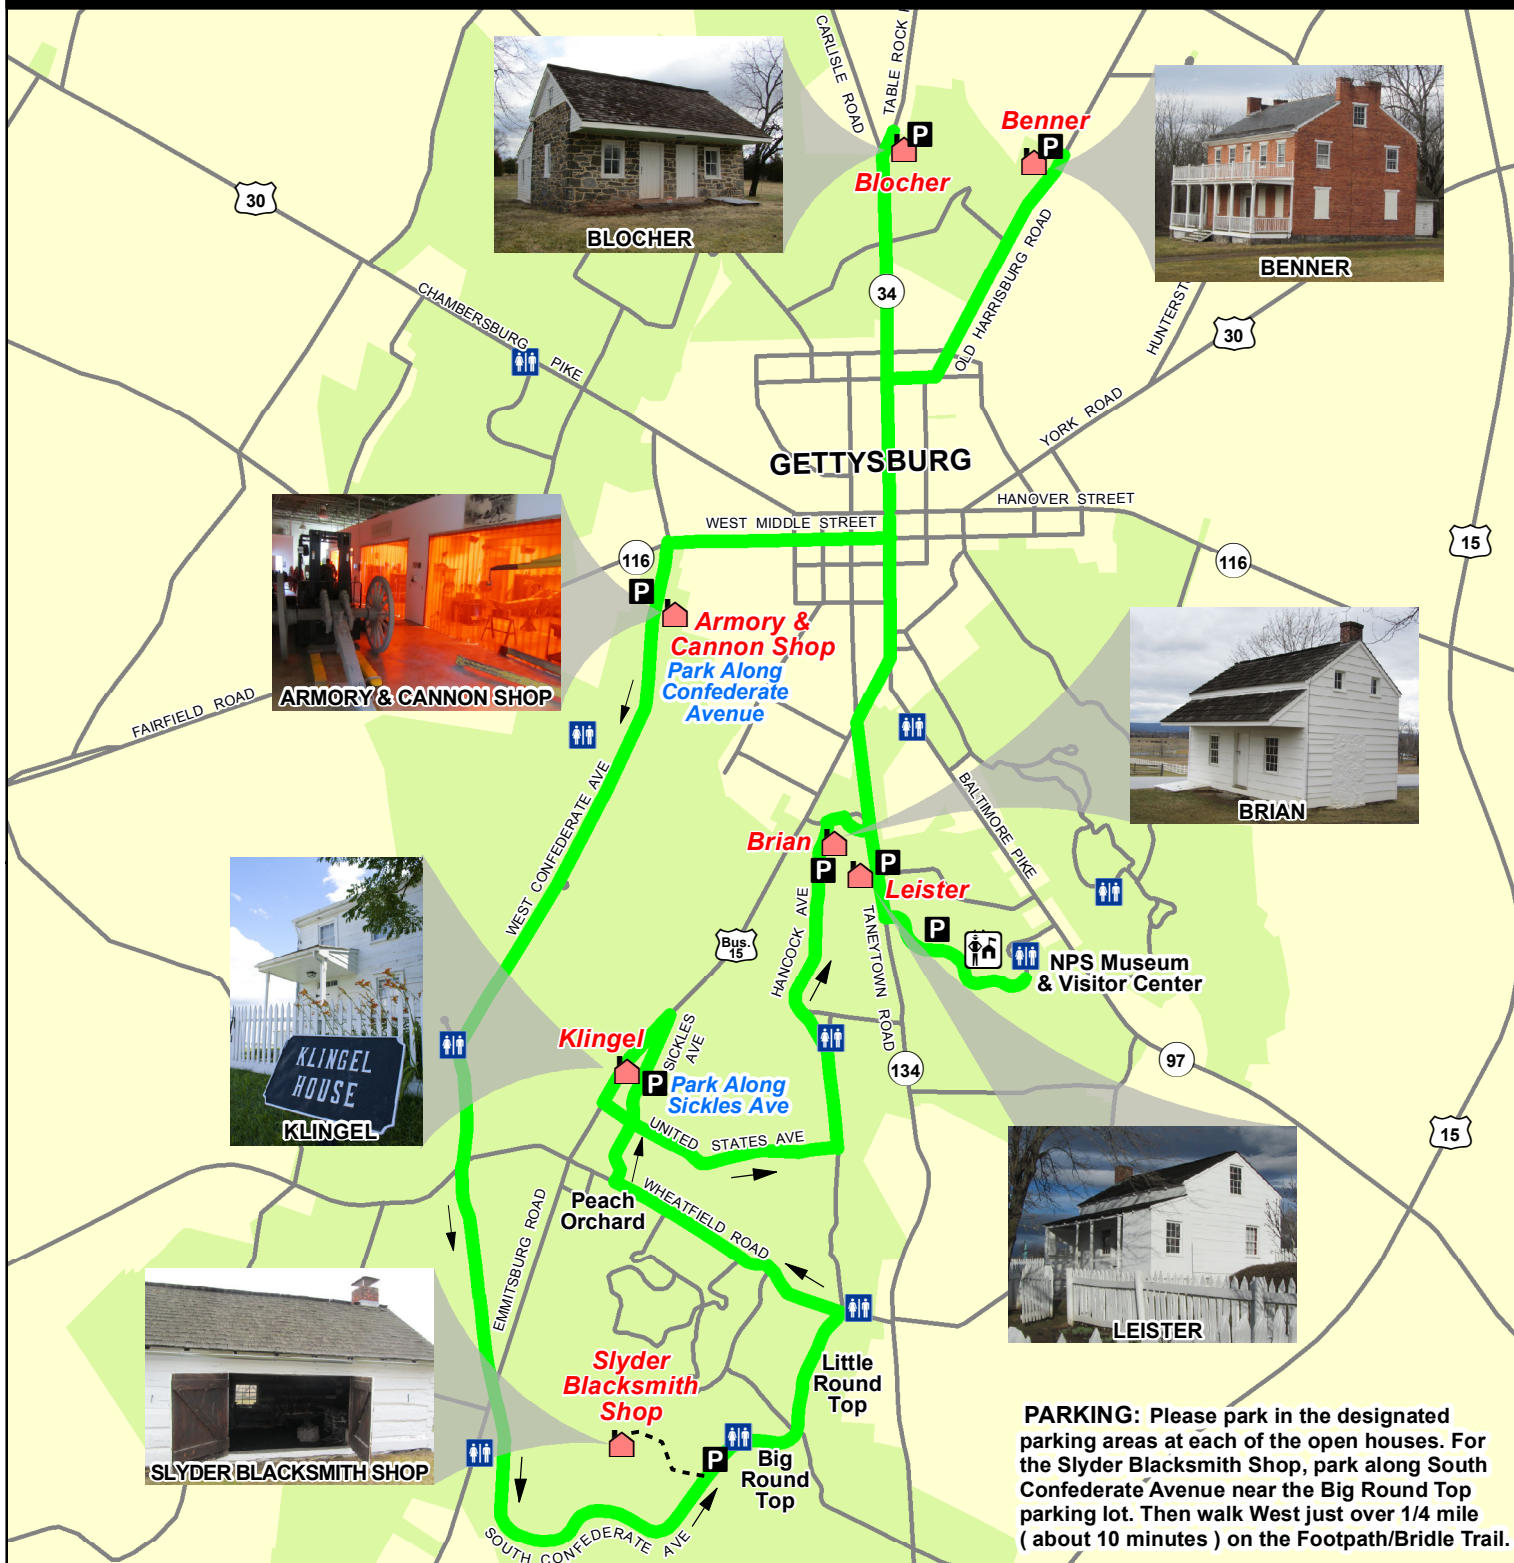 CARLISLE ROAD
TABLE ROCK
BLOCHER
P
Blocher
Benner
P
BENNER
30
34
OLD HARRISBURG ROAD
30
CHAMBERSBURG PIKE
YORK ROAD
GETTYSBURG
HANOVER STREET
WEST MIDDLE STREET
116
116
15
P
Armory &
Cannon Shop
Park Along
Confederate
Avenue
ARMORY & CANNON SHOP
FAIRFIELD ROAD
WEST CONFEDERATE AVE
BALTIMORE PIKE
BRIAN
Brian
P
P
Leister
HANCOCK AVE
TANEYTOWN ROAD
P
NPS Museum
& Visitor Center
Bus.
15
KLINGEL
HOUSE
KLINGEL
Klingel
SICKLES
AVE
P
Park Along
Sickles Ave
134
97
15
UNITED STATES AVE
Peach
Orchard
WHEATFIELD ROAD
EMMITSBURG ROAD
LEISTER
SLYDER BLACKSMITH SHOP
Slyder
Blacksmith
Shop
Little
Round
Top
P
Big
Round
Top
SOUTH CONFEDERATE AVE
PARKING: Please park in the designated
parking areas at each of the open houses. For
the Slyder Blacksmith Shop, park along South
Confederate Avenue near the Big Round Top
parking lot. Then walk West just over 1/4 mile
( about 10 minutes ) on the Footpath/Bridle Trail.